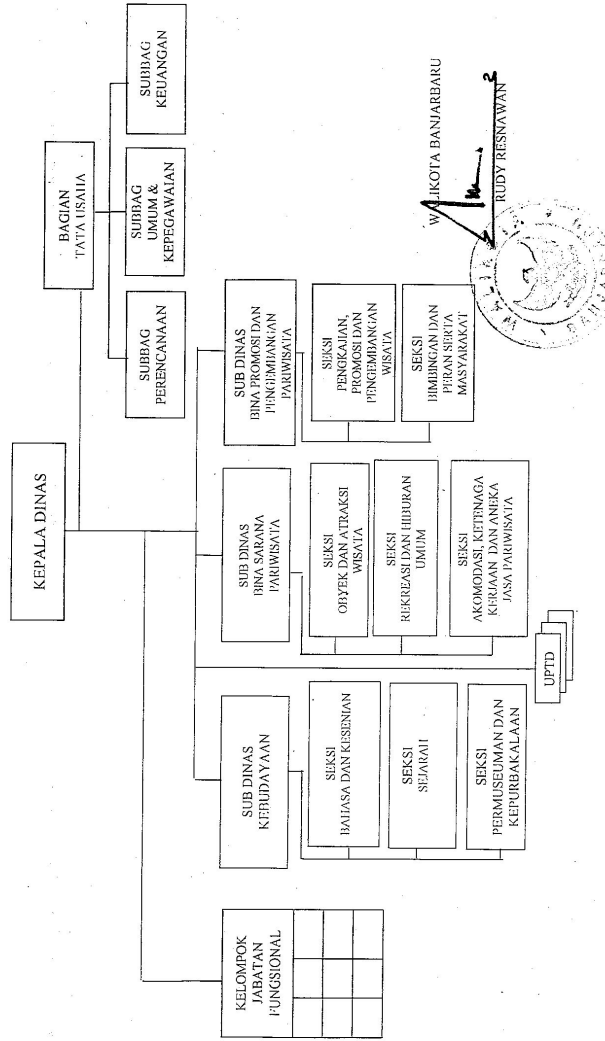 KEPALA DINAS
BAGIAN
TATA USAHA
SUBBAG
PERENCANAAN
SUBBAG
UMUM &
KEPEGAWAIAN
SUBBAG
KEUANGAN
KELOMPOK
JABATAN
FUNGSIONAL
SUB DINAS
KEBUDAYAAN
SEKSI
BAHASA DAN KESENIAN
SEKSI
SEJARAH
SEKSI
PERMUSEUMAN DAN
KEPURBAKALAAN
SUB DINAS
BINA SARANA
PARIWISATA
SEKSI
OBYEK DAN ATRAKSI
WISATA
SEKSI
REKREASI DAN HIBURAN
UMUM
SEKSI
AKOMODASI, KETENAGA
KERJAAN DAN ANEKA
JASA PARIWISATA
SUB DINAS
BINA PROMOSI DAN
PENGEMBANGAN
PARIWISATA
SEKSI
PENGKAJIAN,
PROMOSI DAN
PENGEMBANGAN
WISATA
SEKSI
BIMBINGAN DAN
PERAN SERTA
MASYARAKAT
UPTD
WALIKOTA BANJARBARU
RUDY RESNAWAN